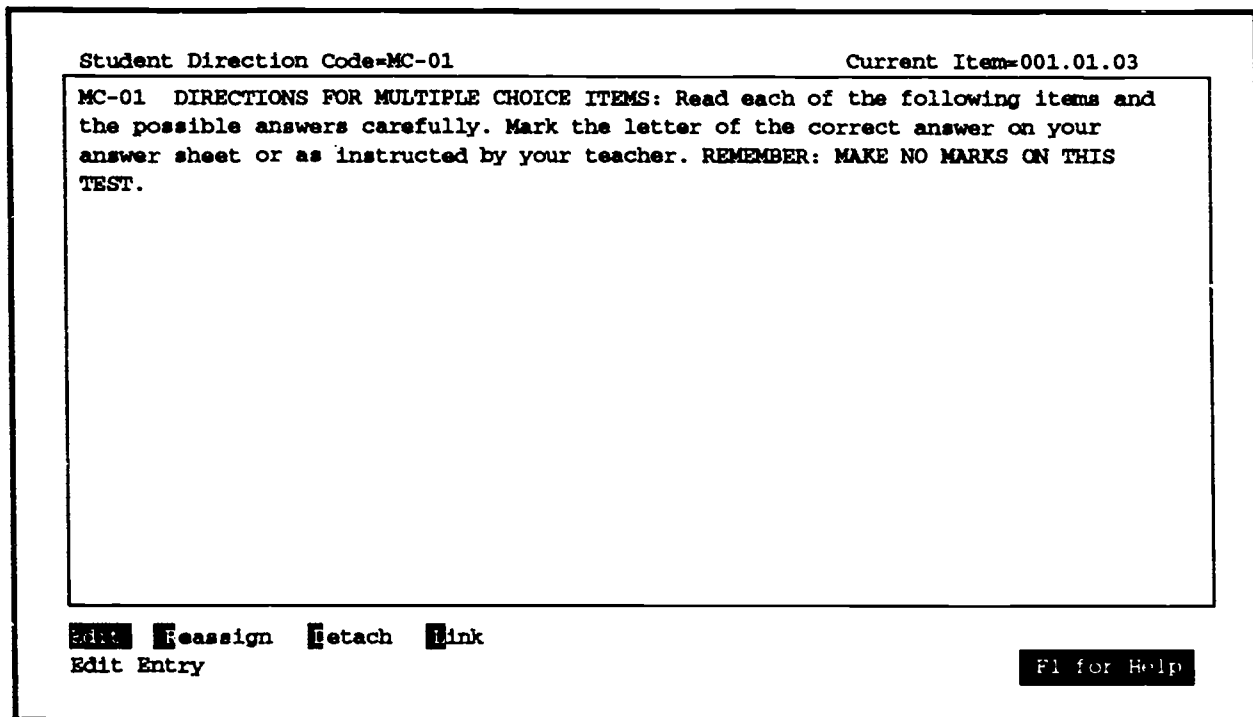 Student Direction Code=MC-01 Current Item=001.01.03
MC-01 DIRECTIONS FOR MULTIPLE CHOICE ITEMS: Read each of the following items and
the possible answers carefully. Mark the letter of the correct answer on your
answer sheet or as instructed by your teacher. REMEMBER: MAKE NO MARKS ON THIS
TEST.
Edit Reassign Detach Link
Edit Entry F1 for Help